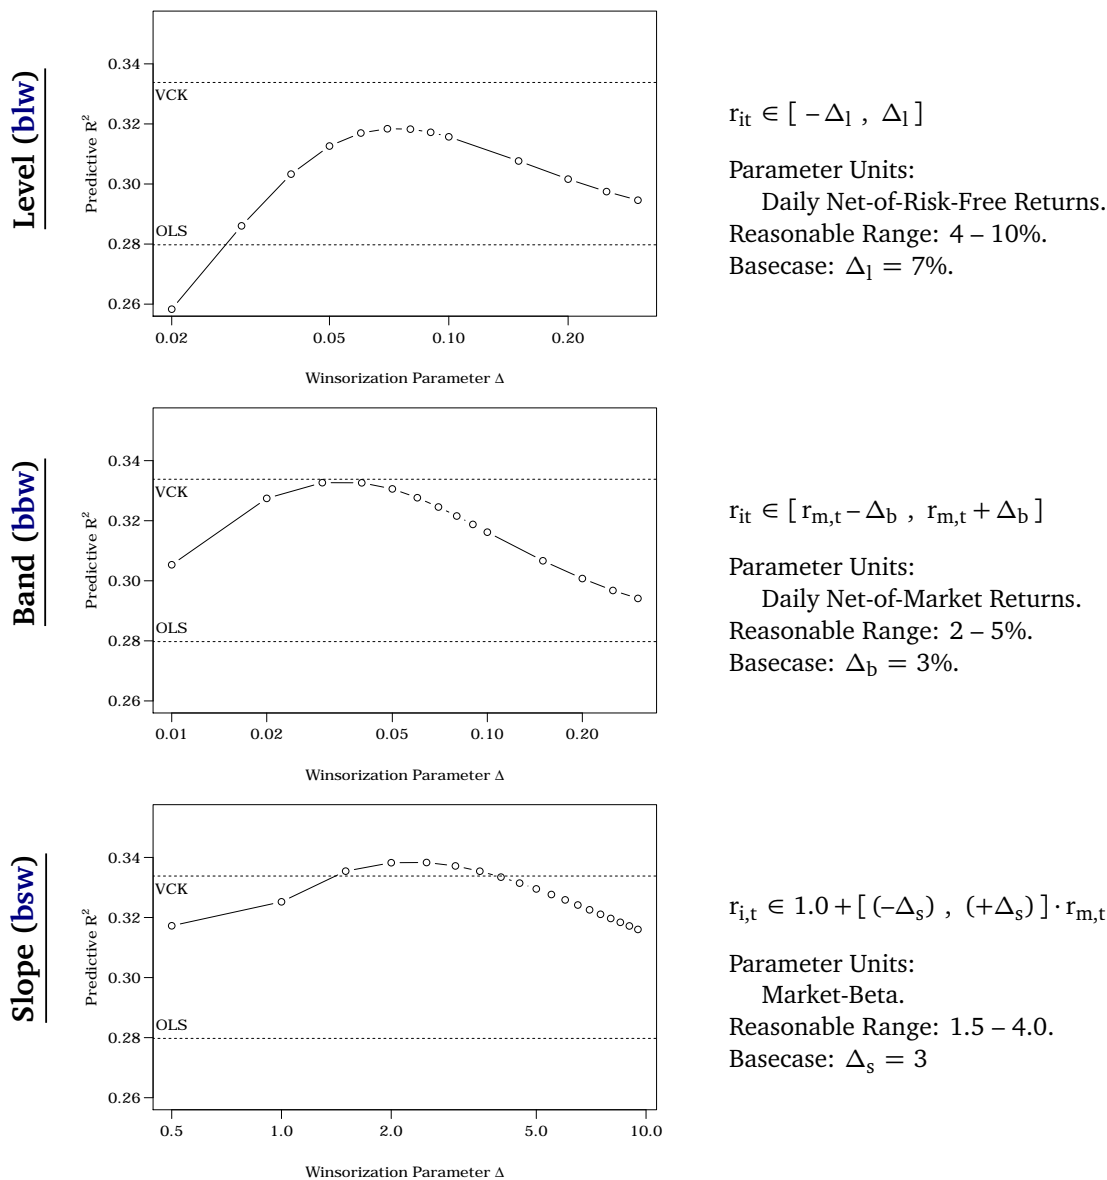 Level (blw)
Predictive R²
0.34
0.32
0.30
0.28
0.26
VCK
OLS
0.02 0.05 0.10 0.20
Winsorization Parameter Δ
r_it ∈ [ −Δ_l , Δ_l ]
Parameter Units:
Daily Net-of-Risk-Free Returns.
Reasonable Range: 4 – 10%.
Basecase: Δ_l = 7%.
Band (bbw)
Predictive R²
0.34
0.32
0.30
0.28
0.26
VCK
OLS
0.01 0.02 0.05 0.10 0.20
Winsorization Parameter Δ
r_it ∈ [ r_m,t − Δ_b , r_m,t + Δ_b ]
Parameter Units:
Daily Net-of-Market Returns.
Reasonable Range: 2 – 5%.
Basecase: Δ_b = 3%.
Slope (bsw)
Predictive R²
0.34
0.32
0.30
0.28
0.26
VCK
OLS
0.5 1.0 2.0 5.0 10.0
Winsorization Parameter Δ
r_i,t ∈ 1.0 + [ (–Δ_s) , (+Δ_s) ] · r_m,t
Parameter Units:
Market-Beta.
Reasonable Range: 1.5 – 4.0.
Basecase: Δ_s = 3